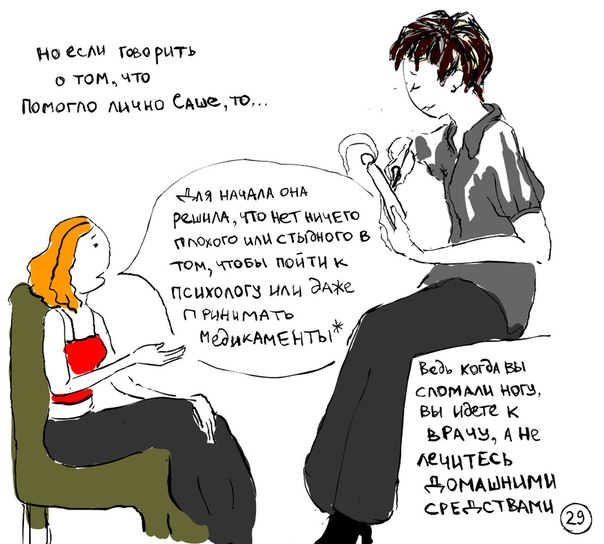 Но если говорить
о том, что
помогло лично Саше, то...
Для начала она
решила, что нет ничего
плохого или стыдного в
том, чтобы пойти к
психологу или даже
принимать
медикаменты*
Ведь когда вы
сломали ногу,
вы идете к
врачу, а не
лечитесь
домашними
средствами
29